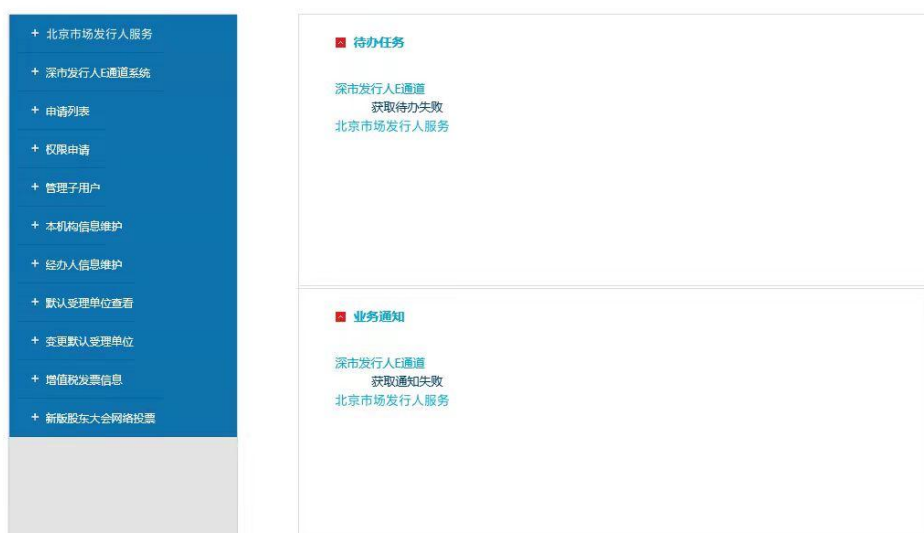 + 北京市场发行人服务
+ 深市发行人E通道系统
+ 申请列表
+ 权限申请
+ 管理子用户
+ 本机构信息维护
+ 经办人信息维护
+ 默认受理单位查看
+ 变更默认受理单位
+ 增值税发票信息
+ 新版股东大会网络投票
待办任务
深市发行人E通道
获取待办失败
北京市场发行人服务
业务通知
深市发行人E通道
获取通知失败
北京市场发行人服务